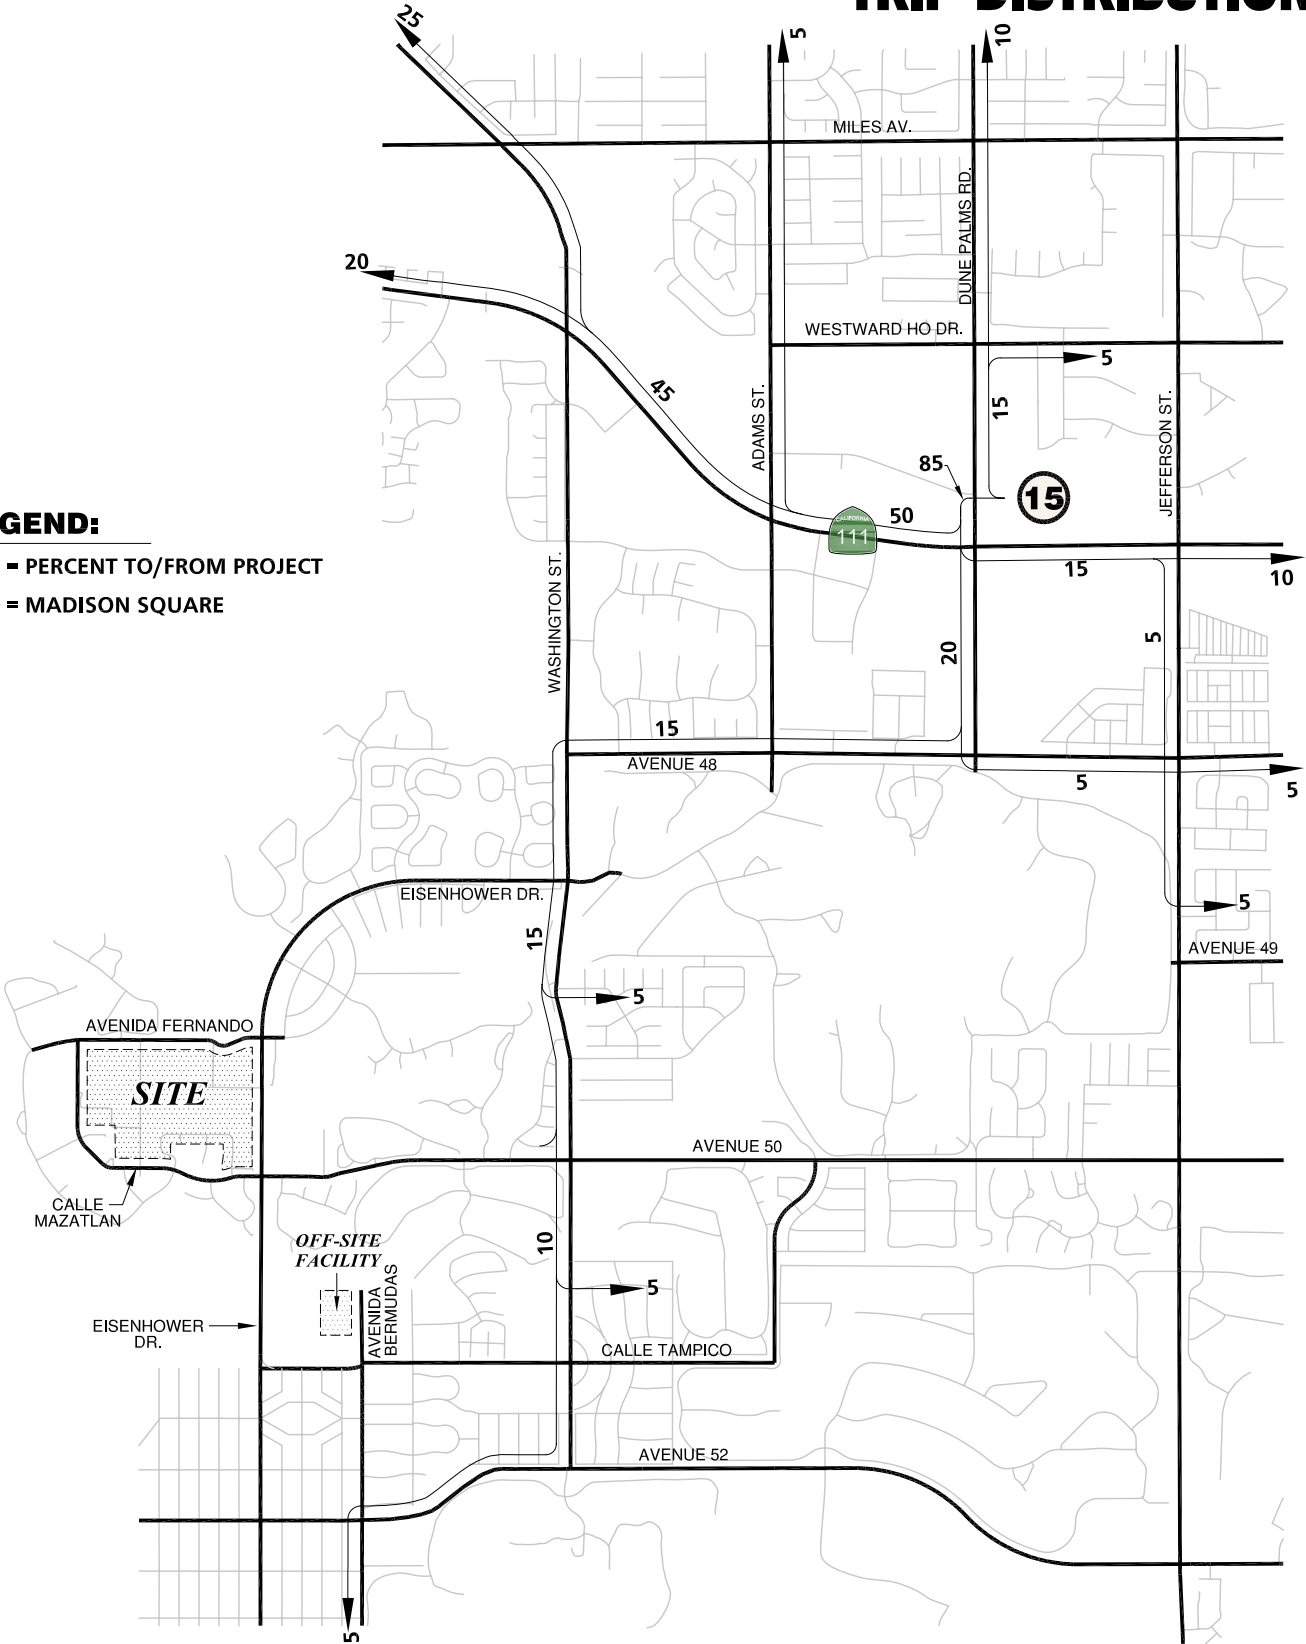 TRIP DISTRIBUTION
25
5
10
MILES AV.
DUNE PALMS RD.
20
WESTWARD HO DR.
5
45
ADAMS ST.
15
JEFFERSON ST.
85
15
50
CALIFORNIA
111
GEND:
= PERCENT TO/FROM PROJECT
= MADISON SQUARE
15
10
WASHINGTON ST.
20
5
15
AVENUE 48
5
5
EISENHOWER DR.
15
5
AVENUE 49
5
AVENIDA FERNANDO
SITE
AVENUE 50
CALLE
MAZATLAN
OFF-SITE
FACILITY
10
5
AVENIDA
BERMUDAS
EISENHOWER
DR.
CALLE TAMPICO
AVENUE 52
5